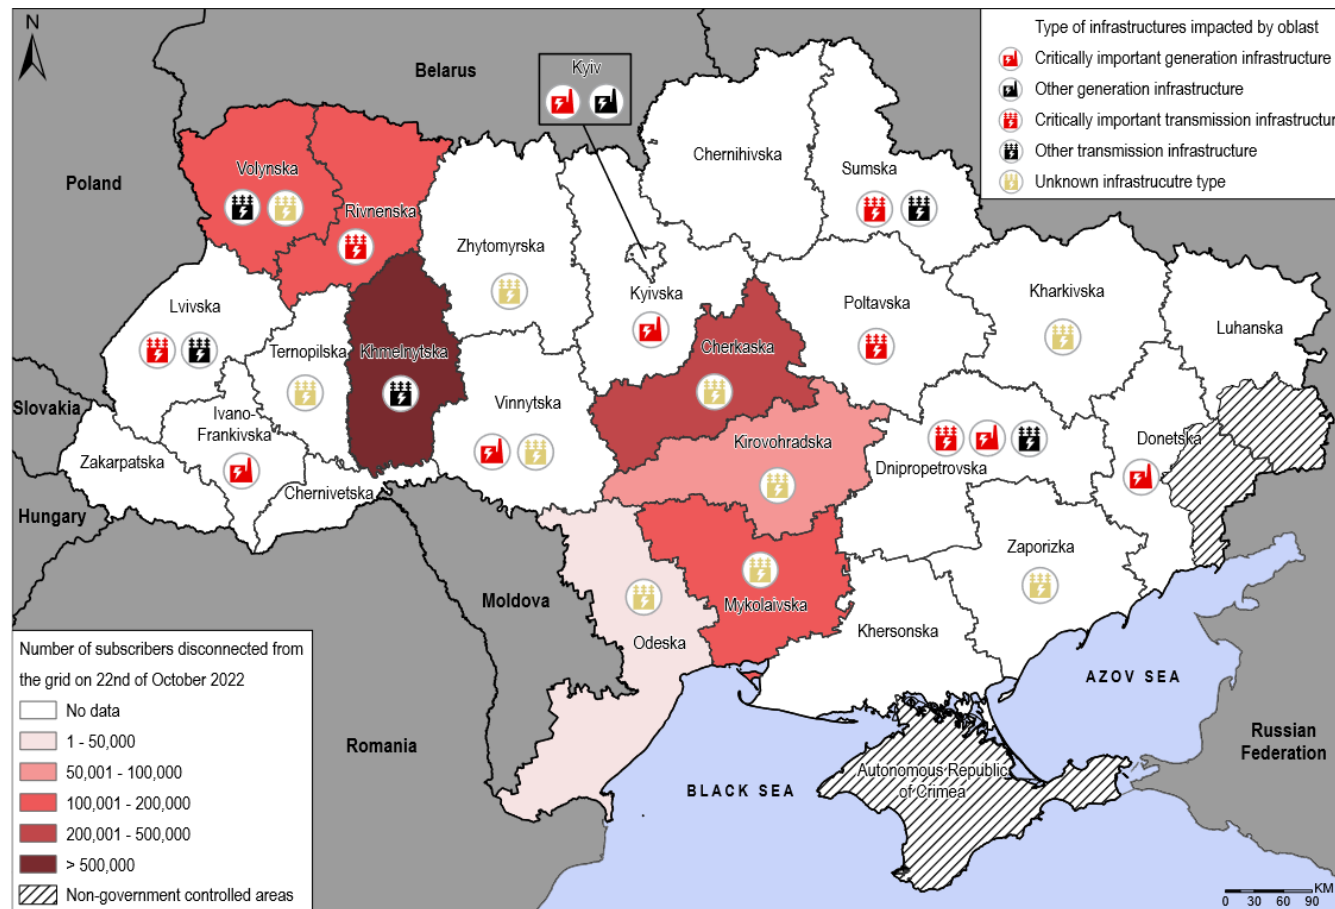 N
Belarus
Poland
Slovakia
Hungary
Moldova
Romania
Russian
Federation
BLACK SEA
AZOV SEA
Kyiv
Volynska
Rivnenska
Zhytomyrska
Kyivska
Chernihivska
Sumska
Lvivska
Ternopilska
Khmelnytska
Vinnytska
Cherkaska
Poltavska
Kharkivska
Luhanska
Ivano-
Frankivska
Zakarpatska
Chernivetska
Kirovohradska
Dnipropetrovska
Donetska
Odeska
Mykolaivska
Khersonska
Zaporizka
Autonomous Republic
of Crimea
Type of infrastructures impacted by oblast
Critically important generation infrastructure
Other generation infrastructure
Critically important transmission infrastructur
Other transmission infrastructure
Unknown infrastrucutre type
Number of subscribers disconnected from
the grid on 22nd of October 2022
No data
1 - 50,000
50,001 - 100,000
100,001 - 200,000
200,001 - 500,000
> 500,000
Non-government controlled areas
KM
0 30 60 90